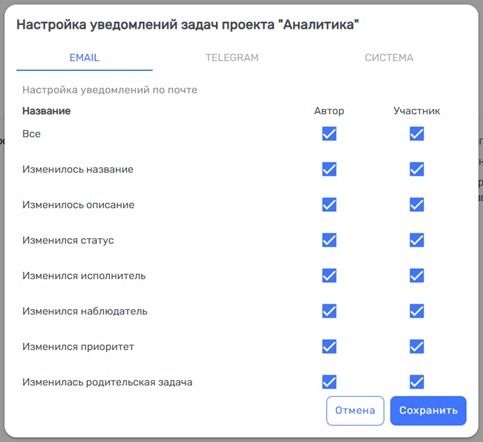 Настройка уведомлений задач проекта "Аналитика"
EMAIL TELEGRAM СИСТЕМА
Настройка уведомлений по почте
Название Автор Участник
Все
Изменилось название
Изменилось описание
Изменился статус
Изменился исполнитель
Изменился наблюдатель
Изменился приоритет
Изменилась родительская задача
Отмена Сохранить